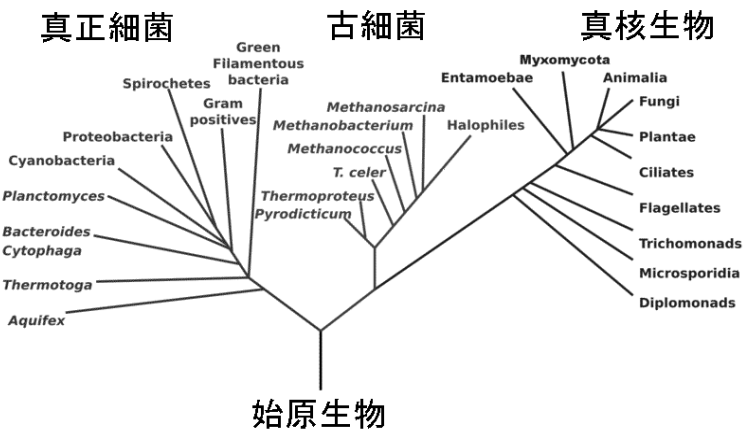 真正細菌
古細菌
真核生物
Green
Filamentous
bacteria
Spirochetes
Gram
positives
Proteobacteria
Cyanobacteria
Planctomyces
Bacteroides
Cytophaga
Thermotoga
Aquifex
Methanosarcina
Methanobacterium
Halophiles
Methanococcus
T. celer
Thermoproteus
Pyrodicticum
Entamoebae
Myxomycota
Animalia
Fungi
Plantae
Ciliates
Flagellates
Trichomonads
Microsporidia
Diplomonads
始原生物